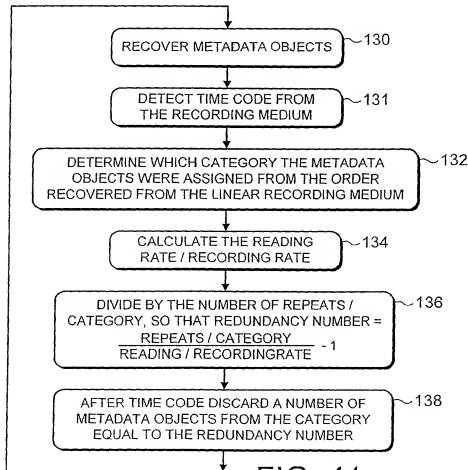 RECOVER METADATA OBJECTS
130
DETECT TIME CODE FROM
THE RECORDING MEDIUM
131
DETERMINE WHICH CATEGORY THE METADATA
OBJECTS WERE ASSIGNED FROM THE ORDER
RECOVERED FROM THE LINEAR RECORDING MEDIUM
132
CALCULATE THE READING
RATE / RECORDING RATE
134
DIVIDE BY THE NUMBER OF REPEATS /
CATEGORY, SO THAT REDUNDANCY NUMBER =
REPEATS / CATEGORY
READING / RECORDINGRATE - 1
136
AFTER TIME CODE DISCARD A NUMBER OF
METADATA OBJECTS FROM THE CATEGORY
EQUAL TO THE REDUNDANCY NUMBER
138